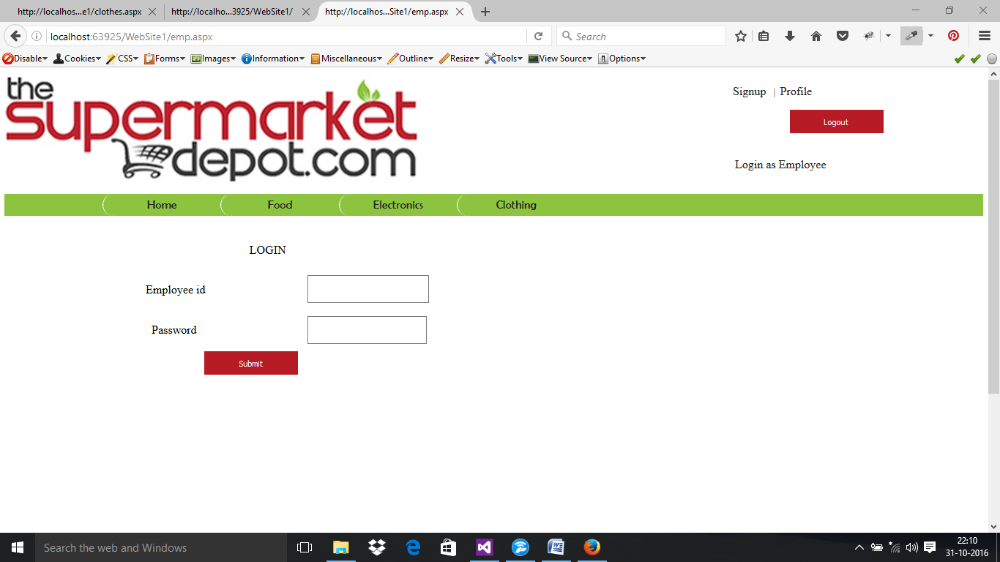 http://localhos...e1/clothes.aspx
http://localho...3925/WebSite1/
http://localhos...Site1/emp.aspx
localhost:63925/WebSite1/emp.aspx
Search
Disable
Cookies
CSS
Forms
Images
Information
Miscellaneous
Outline
Resize
Tools
View Source
Options
the
supermarket
depot.com
Signup | Profile
Logout
Login as Employee
Home
Food
Electronics
Clothing
LOGIN
Employee id
Password
Submit
Search the web and Windows
22:10
31-10-2016